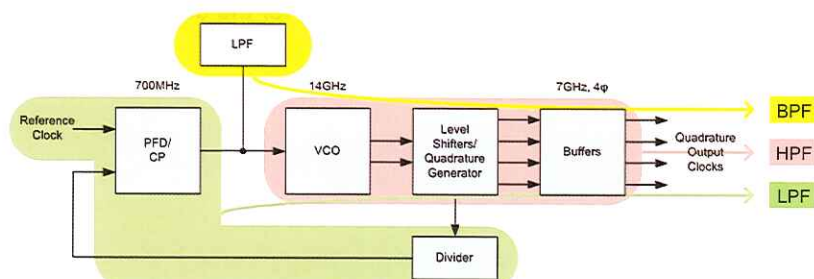 LPF
700MHz
14GHz
7GHz, 4φ
BPF
Reference
Clock
PFD/
CP
VCO
Level
Shifters/
Quadrature
Generator
Buffers
Quadrature
Output
Clocks
HPF
LPF
Divider